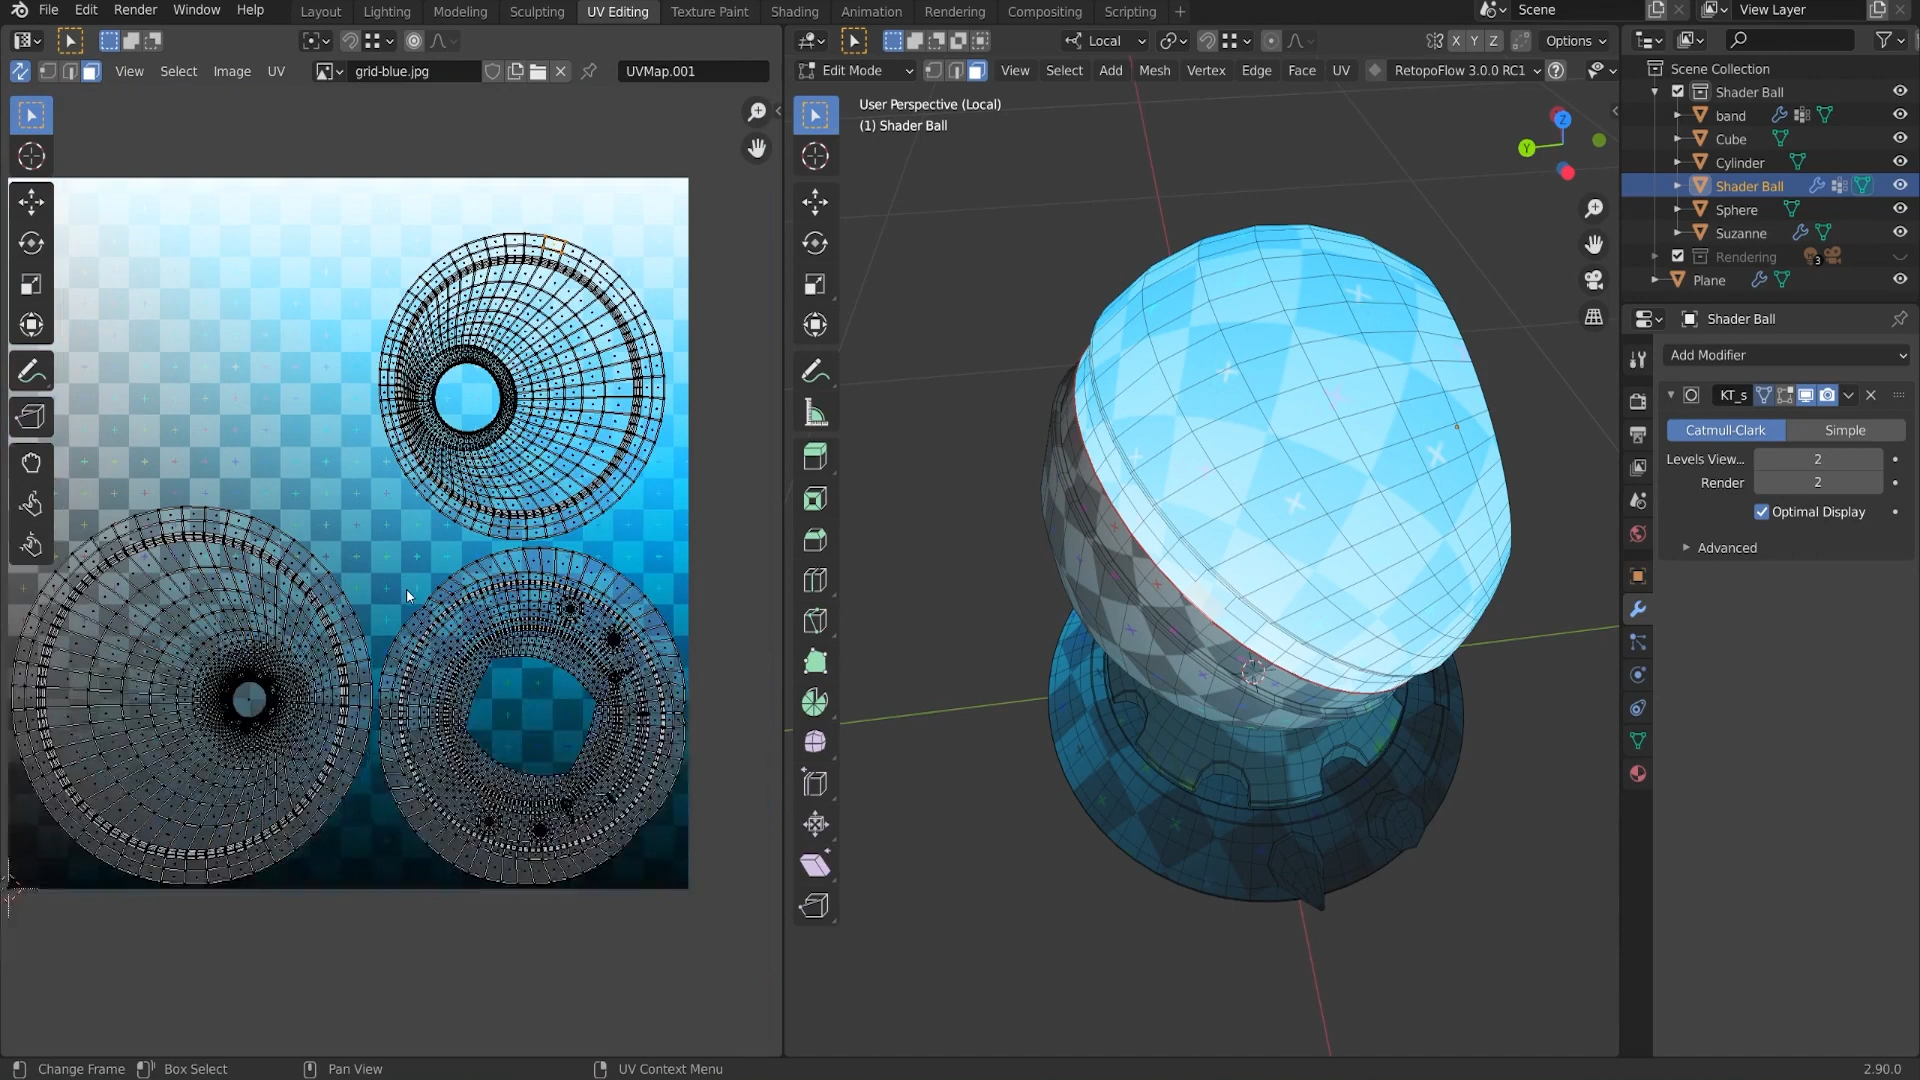 File Edit Render Window Help Layout Lighting Modeling Sculpting UV Editing Texture Paint Shading Animation Rendering Compositing Scripting + Scene View Layer
Local X Y Z Options
View Select Image UV grid-blue.jpg UVMap.001 Edit Mode View Select Add Mesh Vertex Edge Face UV RetopoFlow 3.0.0 RC1 ?
Scene Collection
Shader Ball
band
Cube
Cylinder
Shader Ball
Sphere
Suzanne
Rendering 3
Plane
User Perspective (Local)
(1) Shader Ball
Z
Y
Shader Ball
Add Modifier
KT_s
Catmull-Clark Simple
Levels View... 2
Render 2
Optimal Display
Advanced
Change Frame Box Select Pan View UV Context Menu 2.90.0